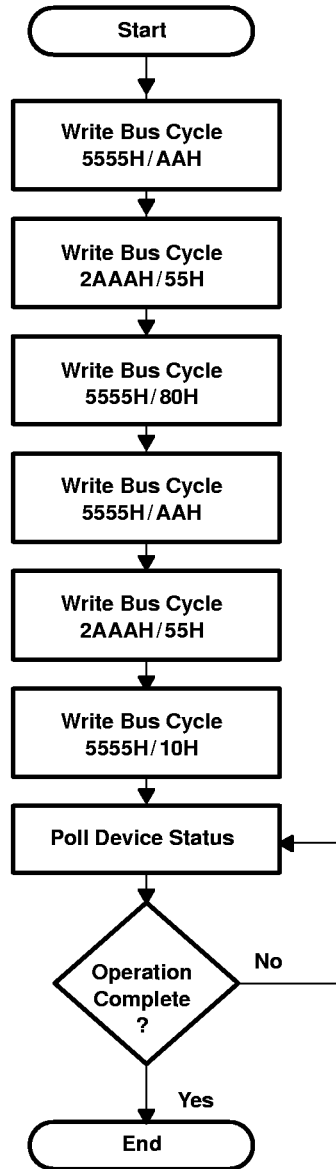 Start
Write Bus Cycle
5555H/AAH
Write Bus Cycle
2AAAH/55H
Write Bus Cycle
5555H/80H
Write Bus Cycle
5555H/AAH
Write Bus Cycle
2AAAH/55H
Write Bus Cycle
5555H/10H
Poll Device Status
Operation
Complete
?
No
Yes
End